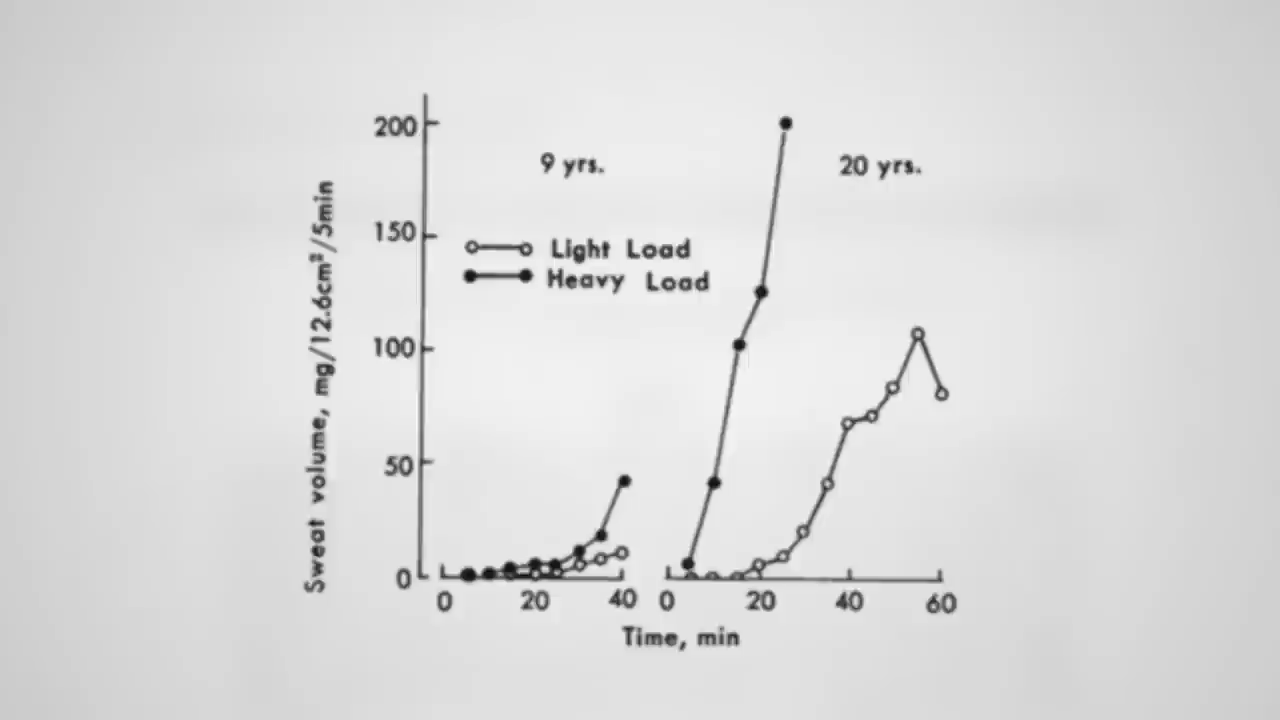 200
150
100
50
0
Sweat volume, mg/12.6cm²/5min
9 yrs.
20 yrs.
Light Load
Heavy Load
0 20 40
0 20 40 60
Time, min